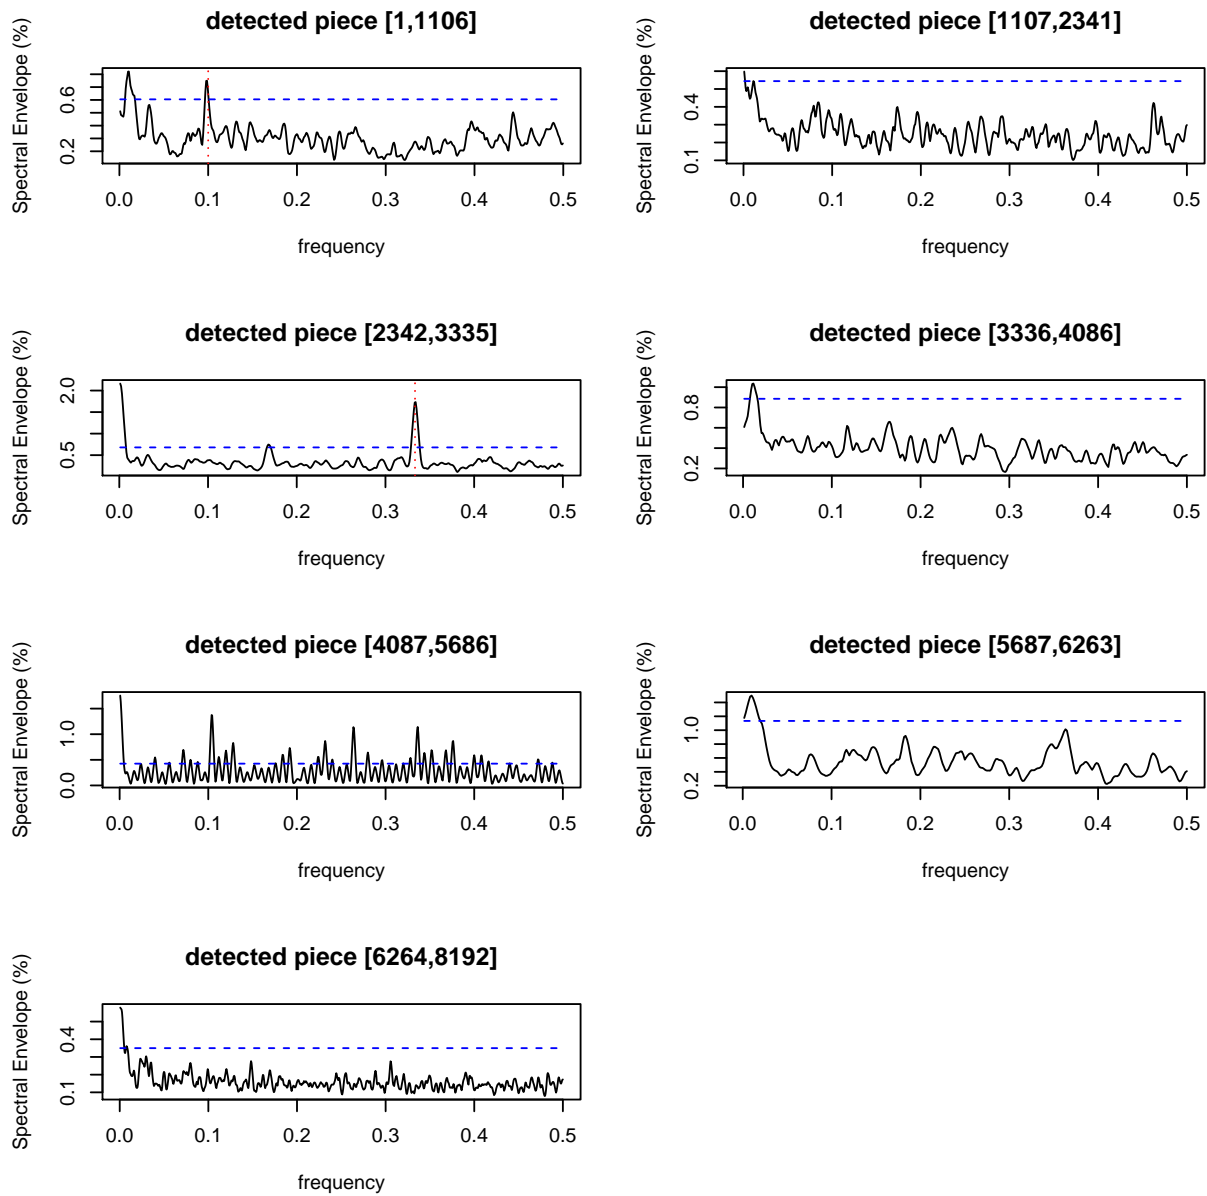 detected piece [1,1106]
Spectral Envelope (%)
0.6
0.2
0.0 0.1 0.2 0.3 0.4 0.5
frequency
detected piece [1107,2341]
Spectral Envelope (%)
0.4
0.1
0.0 0.1 0.2 0.3 0.4 0.5
frequency
detected piece [2342,3335]
Spectral Envelope (%)
2.0
0.5
0.0 0.1 0.2 0.3 0.4 0.5
frequency
detected piece [3336,4086]
Spectral Envelope (%)
0.8
0.2
0.0 0.1 0.2 0.3 0.4 0.5
frequency
detected piece [4087,5686]
Spectral Envelope (%)
1.0
0.0
0.0 0.1 0.2 0.3 0.4 0.5
frequency
detected piece [5687,6263]
Spectral Envelope (%)
1.0
0.2
0.0 0.1 0.2 0.3 0.4 0.5
frequency
detected piece [6264,8192]
Spectral Envelope (%)
0.4
0.1
0.0 0.1 0.2 0.3 0.4 0.5
frequency